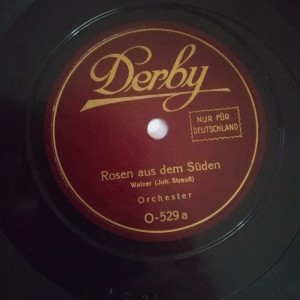 Derby
NUR FÜR
DEUTSCHLAND
Rosen aus dem Süden
Walzer (Joh. Strauß)
Orchester
O-529 a